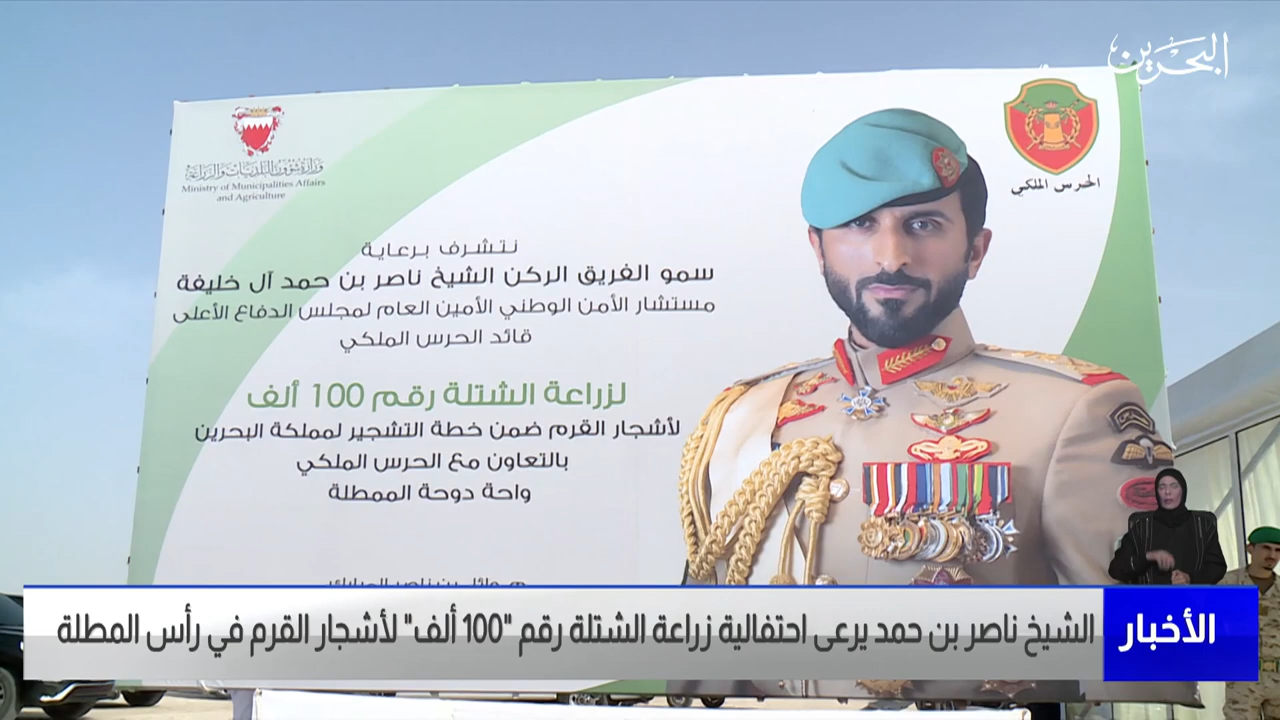 البحرين
وزارة شؤون البلديات والزراعة
Ministry of Municipalities Affairs
and Agriculture
الحرس الملكي
نتشرف برعاية
سمو الفريق الركن الشيخ ناصر بن حمد آل خليفة
مستشار الأمن الوطني الأمين العام لمجلس الدفاع الأعلى
قائد الحرس الملكي
لزراعة الشتلة رقم 100 ألف
لأشجار القرم ضمن خطة التشجير لمملكة البحرين
بالتعاون مع الحرس الملكي
واحة دوحة الممطلة
الأخبار
الشيخ ناصر بن حمد يرعى احتفالية زراعة الشتلة رقم "100 ألف" لأشجار القرم في رأس المطلة